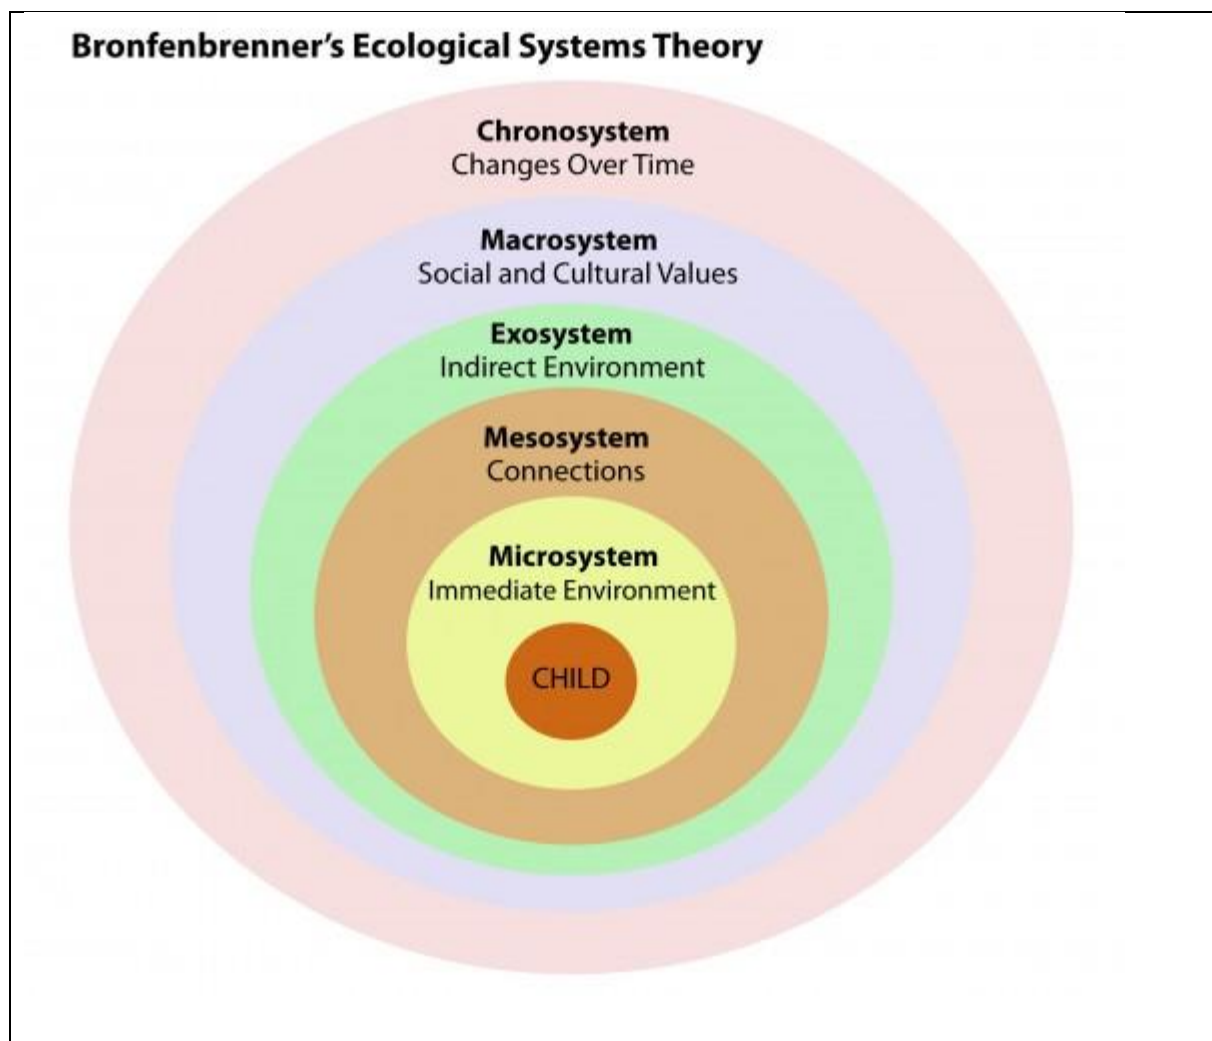 Bronfenbrenner's Ecological Systems Theory
Chronosystem
Changes Over Time
Macrosystem
Social and Cultural Values
Exosystem
Indirect Environment
Mesosystem
Connections
Microsystem
Immediate Environment
CHILD